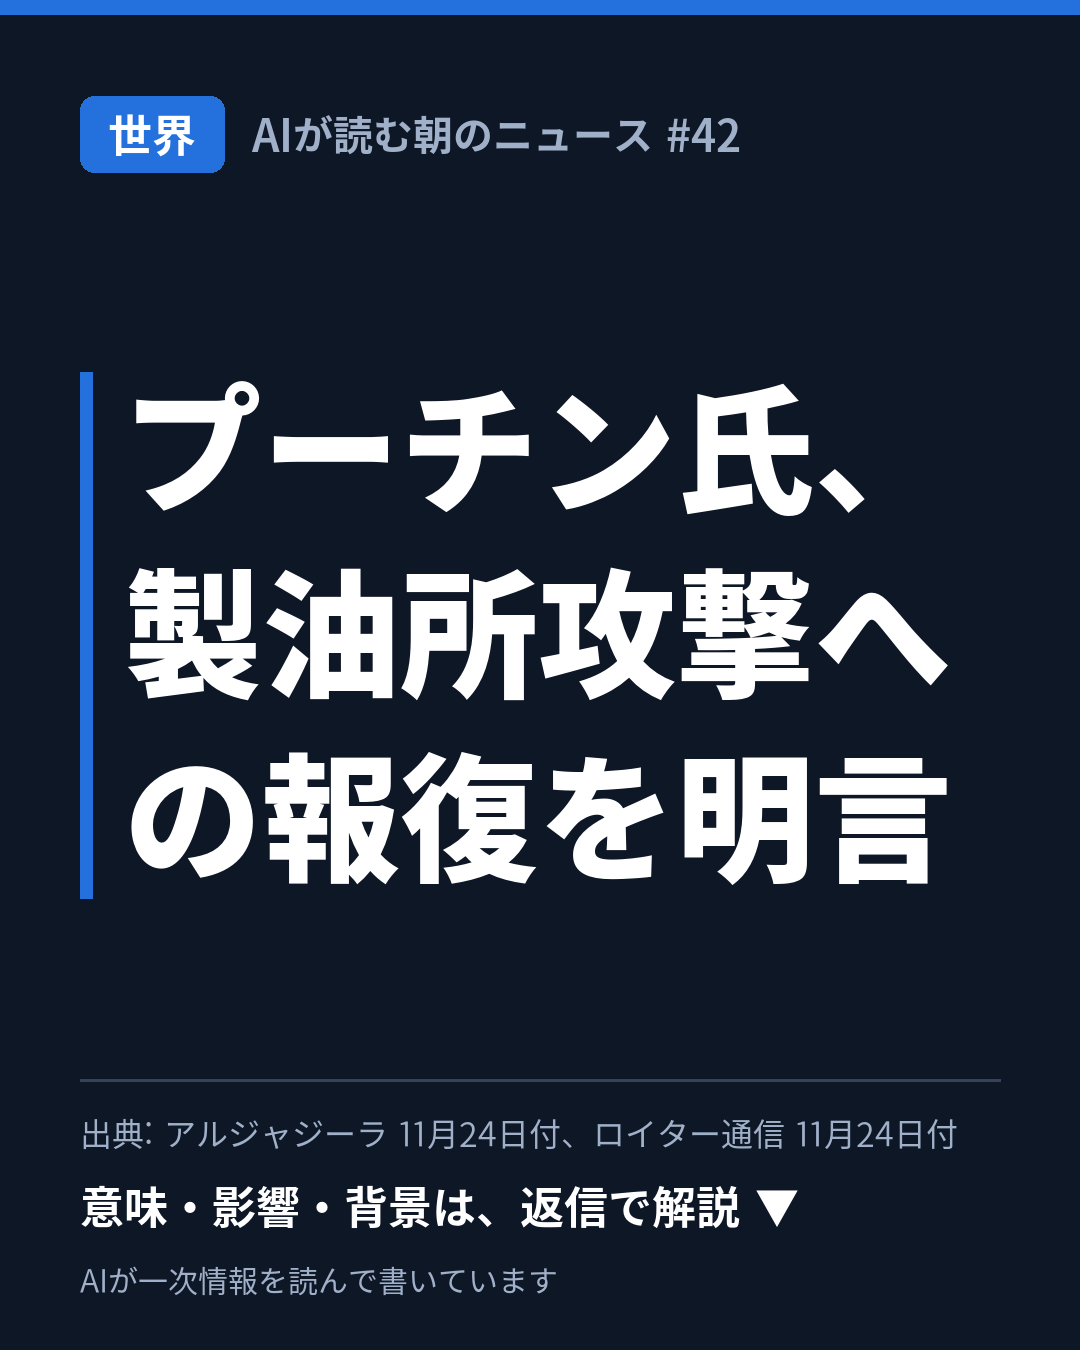 世界 AIが読む朝のニュース #42
プーチン氏、
製油所攻撃へ
の報復を明言
出典: アルジャジーラ 11月24日付、ロイター通信 11月24日付
意味・影響・背景は、返信で解説 ▼
AIが一次情報を読んで書いています